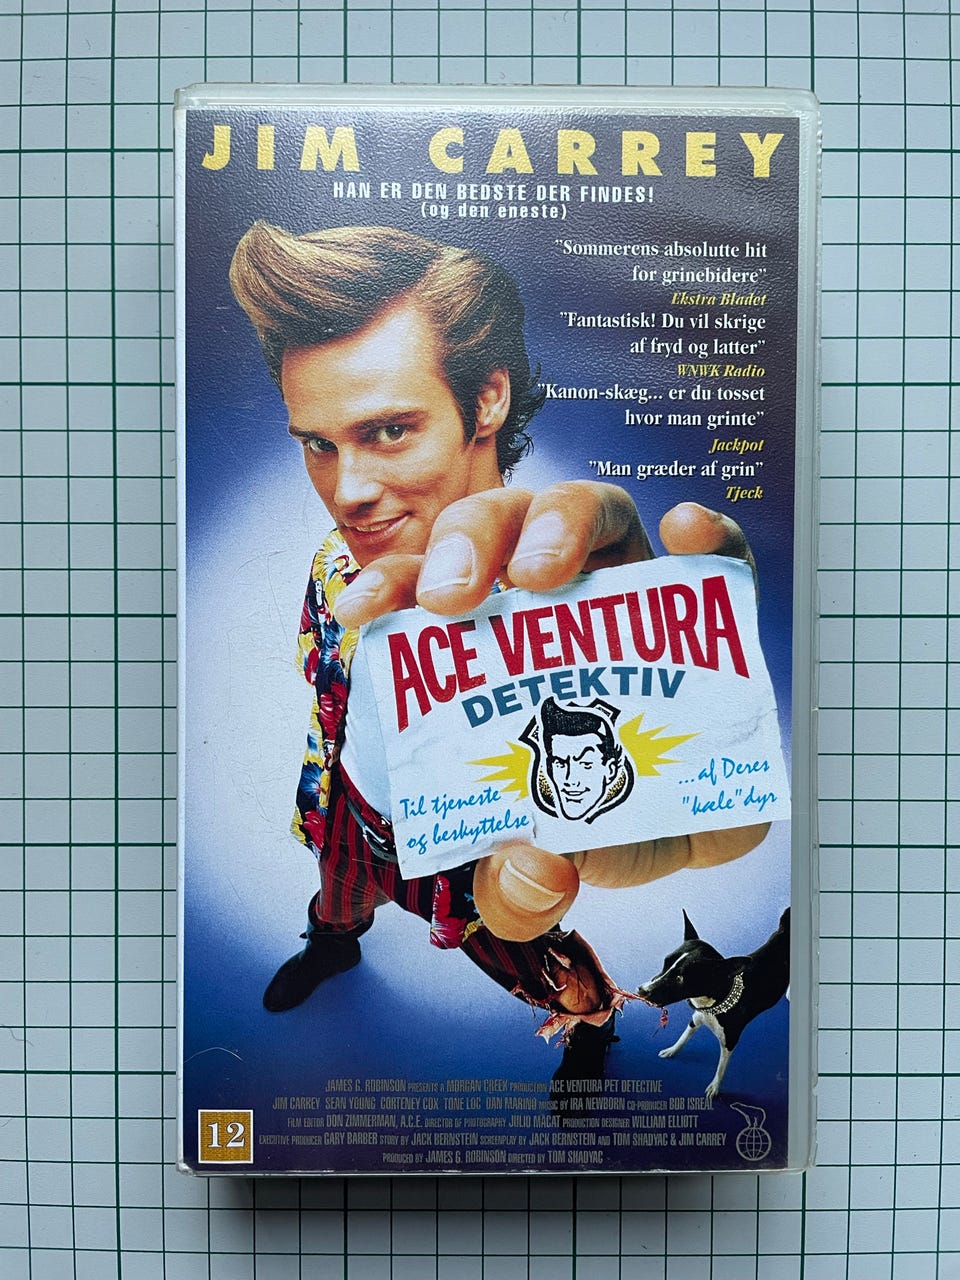 JIM CARREY
HAN ER DEN BEDSTE DER FINDES!
(og den eneste)
"Sommerens absolutte hit
for grinebidere"
Ekstra Bladet
"Fantastisk! Du vil skrige
af fryd og latter"
WNWK Radio
"Kanon-skæg... er du tosset
hvor man grinte"
Jackpot
"Man græder af grin"
Tjeck
ACE VENTURA
DETEKTIV
Til tjeneste
og beskyttelse
...af Deres
"kæle"dyr
JAMES G. ROBINSON PRESENTS A MORGAN CREEK PRODUCTION ACE VENTURA PET DETECTIVE
JIM CARREY SEAN YOUNG CORTENEY COX TONE LOC DAN MARINO MUSIC BY IRA NEWBORN CO-PRODUCER BOB ISREAL
FILM EDITOR DON ZIMMERMAN, A.C.E. DIRECTOR OF PHOTOGRAPHY JULIO MACAT PRODUCTION DESIGNER WILLIAM ELLIOTT
EXECUTIVE PRODUCER GARY BARBER STORY BY JACK BERNSTEIN SCREENPLAY BY JACK BERNSTEIN AND TOM SHADYAC & JIM CARREY
PRODUCED BY JAMES G. ROBINSON DIRECTED BY TOM SHADYAC
12